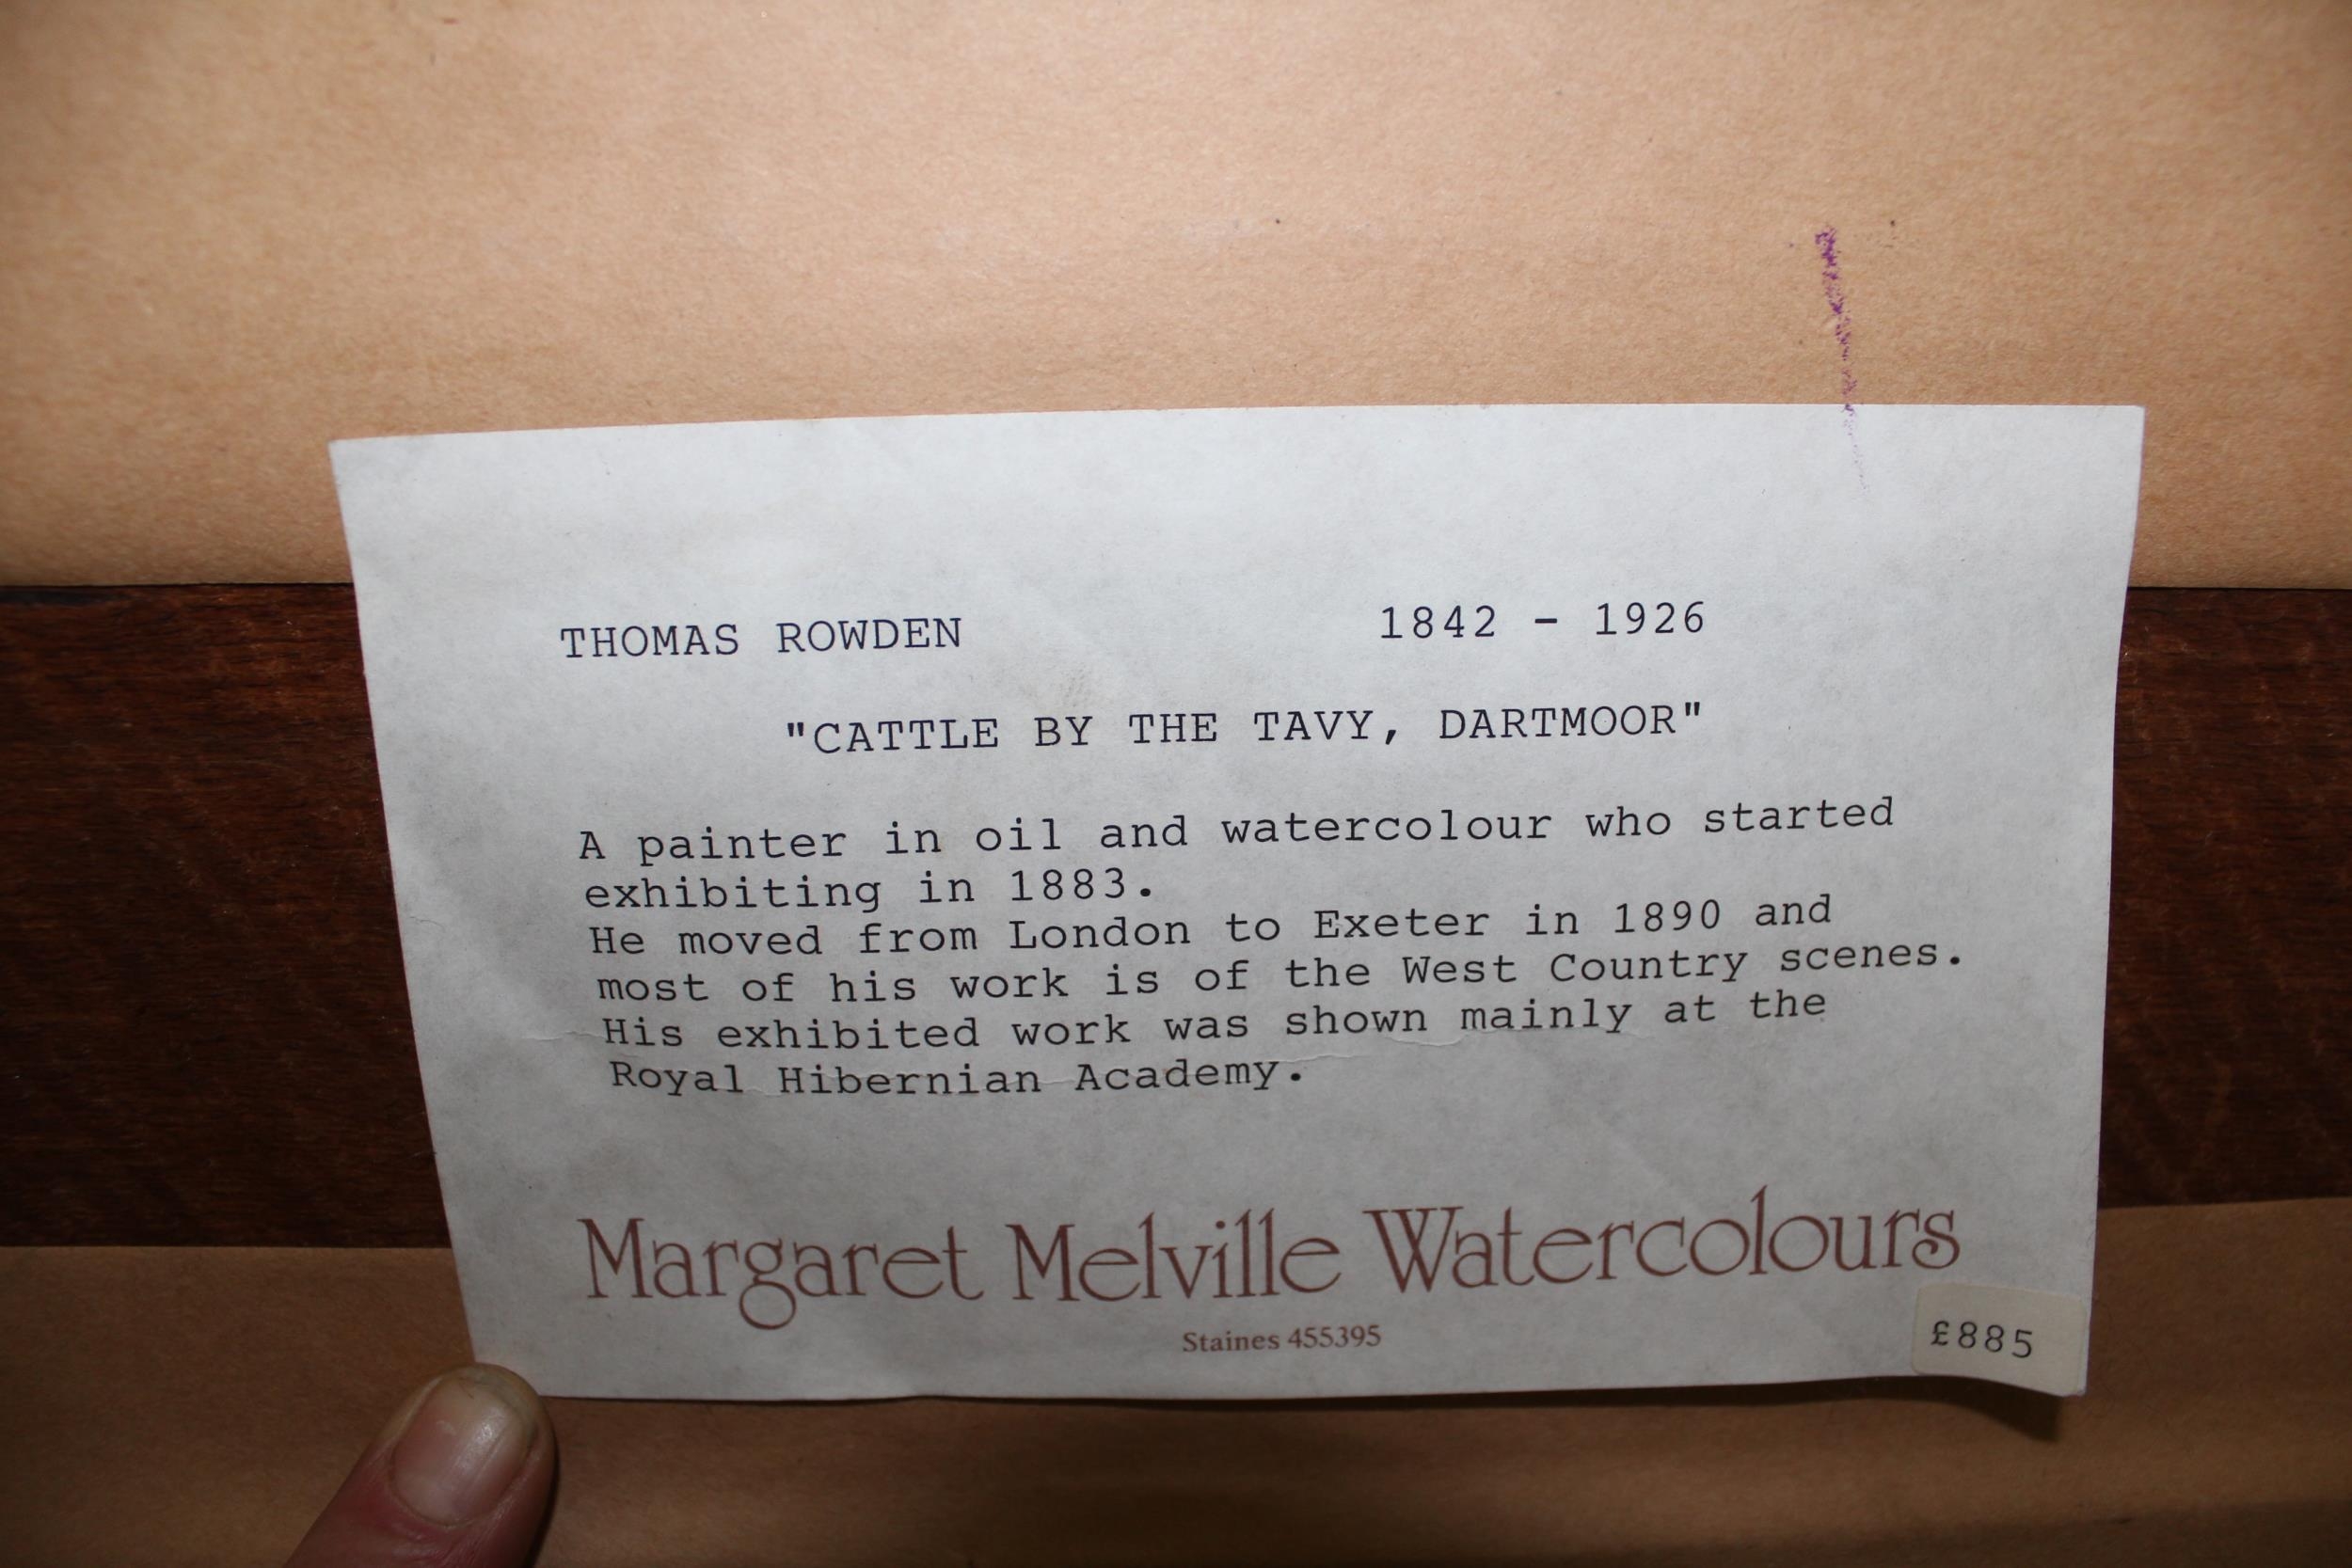 THOMAS ROWDEN 1842 - 1926
"CATTLE BY THE TAVY, DARTMOOR"
A painter in oil and watercolour who started
exhibiting in 1883.
He moved from London to Exeter in 1890 and
most of his work is of the West Country scenes.
His exhibited work was shown mainly at the
Royal Hibernian Academy.
Margaret Melville Watercolours
Staines 455395
£885